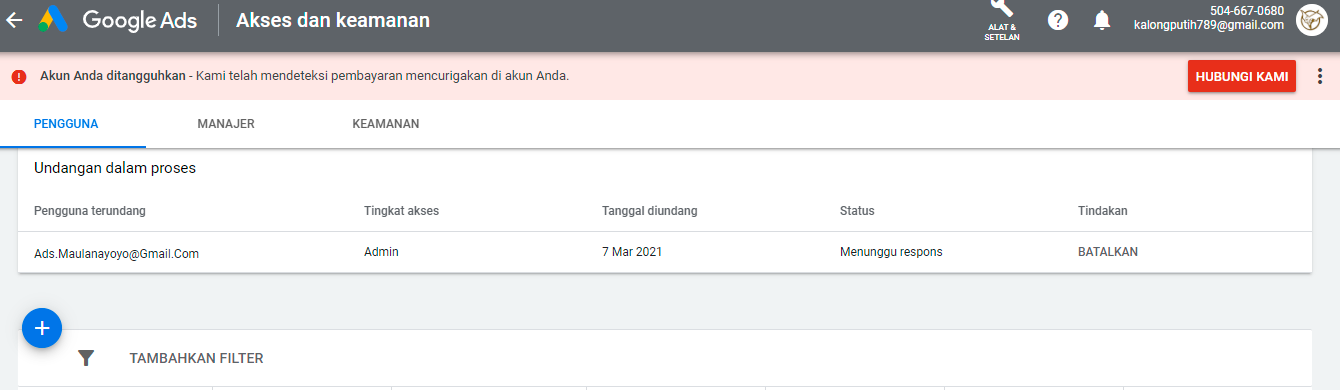 Google Ads
Akses dan keamanan
ALAT &
SETELAN
504-667-0680
kalongputih789@gmail.com
Akun Anda ditangguhkan - Kami telah mendeteksi pembayaran mencurigakan di akun Anda.
HUBUNGI KAMI
PENGGUNA MANAJER KEAMANAN
Undangan dalam proses
Pengguna terundang Tingkat akses Tanggal diundang Status Tindakan
Ads.Maulanayoyo@Gmail.Com Admin 7 Mar 2021 Menunggu respons BATALKAN
TAMBAHKAN FILTER